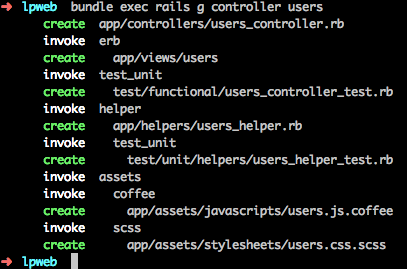 ➜ lpweb bundle exec rails g controller users
create app/controllers/users_controller.rb
invoke erb
create app/views/users
invoke test_unit
create test/functional/users_controller_test.rb
invoke helper
create app/helpers/users_helper.rb
invoke test_unit
create test/unit/helpers/users_helper_test.rb
invoke assets
invoke coffee
create app/assets/javascripts/users.js.coffee
invoke scss
create app/assets/stylesheets/users.css.scss
➜ lpweb